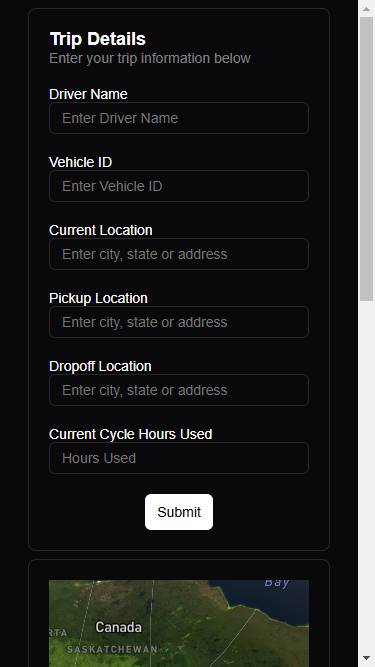 Trip Details
Enter your trip information below
Driver Name
Enter Driver Name
Vehicle ID
Enter Vehicle ID
Current Location
Enter city, state or address
Pickup Location
Enter city, state or address
Dropoff Location
Enter city, state or address
Current Cycle Hours Used
Hours Used
Submit
Bay
Canada
RTA
SASKATCHEWAN